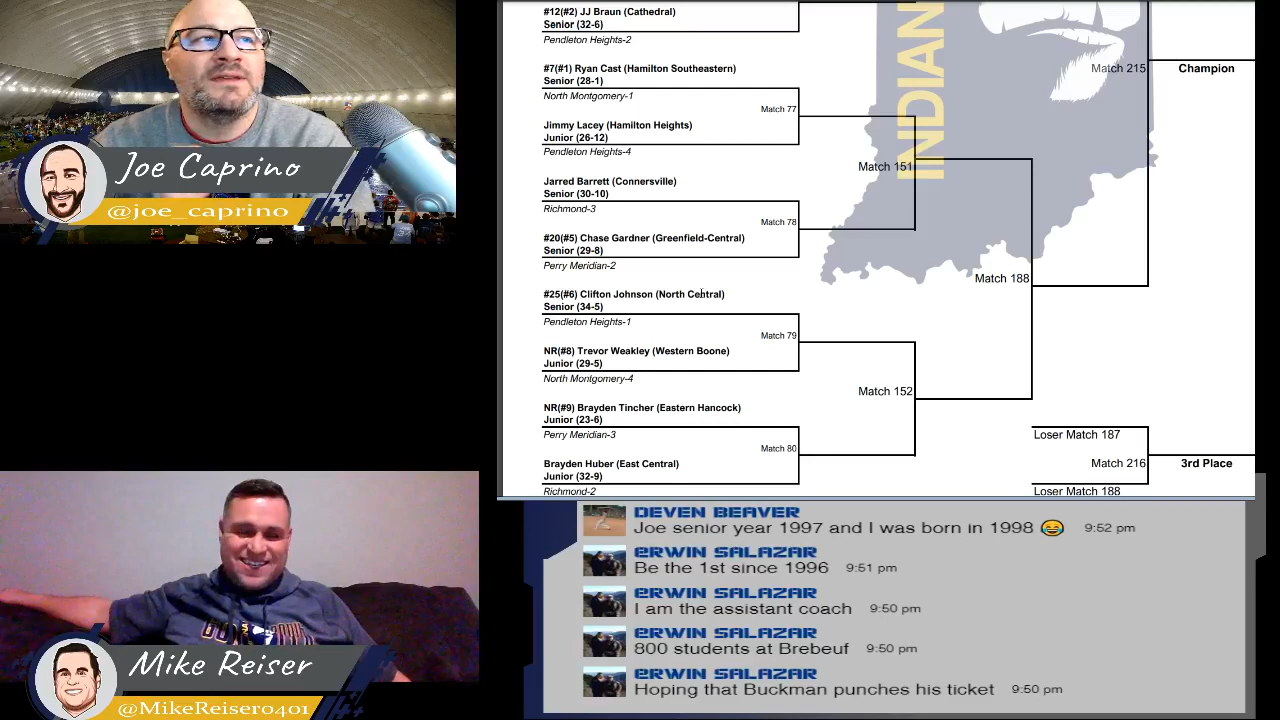 Joe Caprino
@joe_caprino
#12(#2) JJ Braun (Cathedral)
Senior (32-6)
Pendleton Heights-2
#7(#1) Ryan Cast (Hamilton Southeastern)
Senior (28-1)
North Montgomery-1
Match 77
Jimmy Lacey (Hamilton Heights)
Junior (26-12)
Pendleton Heights-4
Match 151
Jarred Barrett (Connersville)
Senior (30-10)
Richmond-3
Match 78
#20(#5) Chase Gardner (Greenfield-Central)
Senior (29-8)
Perry Meridian-2
Match 188
#25(#6) Clifton Johnson (North Central)
Senior (34-5)
Pendleton Heights-1
Match 79
NR(#8) Trevor Weakley (Western Boone)
Junior (29-5)
North Montgomery-4
Match 152
NR(#9) Brayden Tincher (Eastern Hancock)
Junior (23-6)
Perry Meridian-3
Match 80
Brayden Huber (East Central)
Junior (32-9)
Richmond-2
INDIAN
Match 215
Champion
Loser Match 187
Match 216
3rd Place
Loser Match 188
Mike Reiser
@MikeReiser0401
DEVEN BEAVER
Joe senior year 1997 and I was born in 1998 😂 9:52 pm
ERWIN SALAZAR
Be the 1st since 1996 9:51 pm
ERWIN SALAZAR
I am the assistant coach 9:50 pm
ERWIN SALAZAR
800 students at Brebeuf 9:50 pm
ERWIN SALAZAR
Hoping that Buckman punches his ticket 9:50 pm